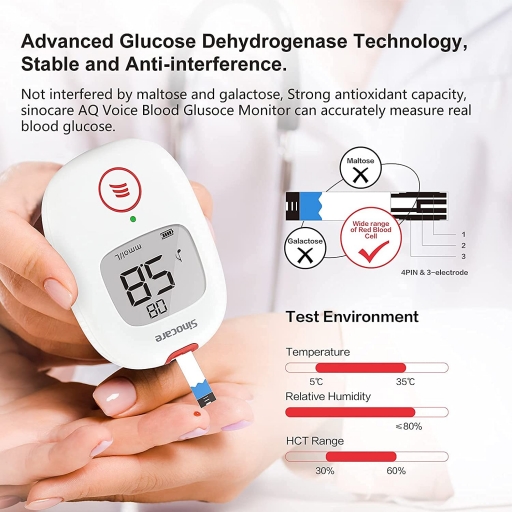 Advanced Glucose Dehydrogenase Technology,
Stable and Anti-interference.
Not interfered by maltose and galactose, Strong antioxidant capacity,
sinocare AQ Voice Blood Glusoce Monitor can accurately measure real
blood glucose.
Maltose
Galactose
Wide range
of Red Blood
Cell
1
2
3
4PIN & 3-electrode
mmol/L
8.5
80
Sinocare
Test Environment
Temperature
5℃ 35℃
Relative Humidity
≤80%
HCT Range
30% 60%